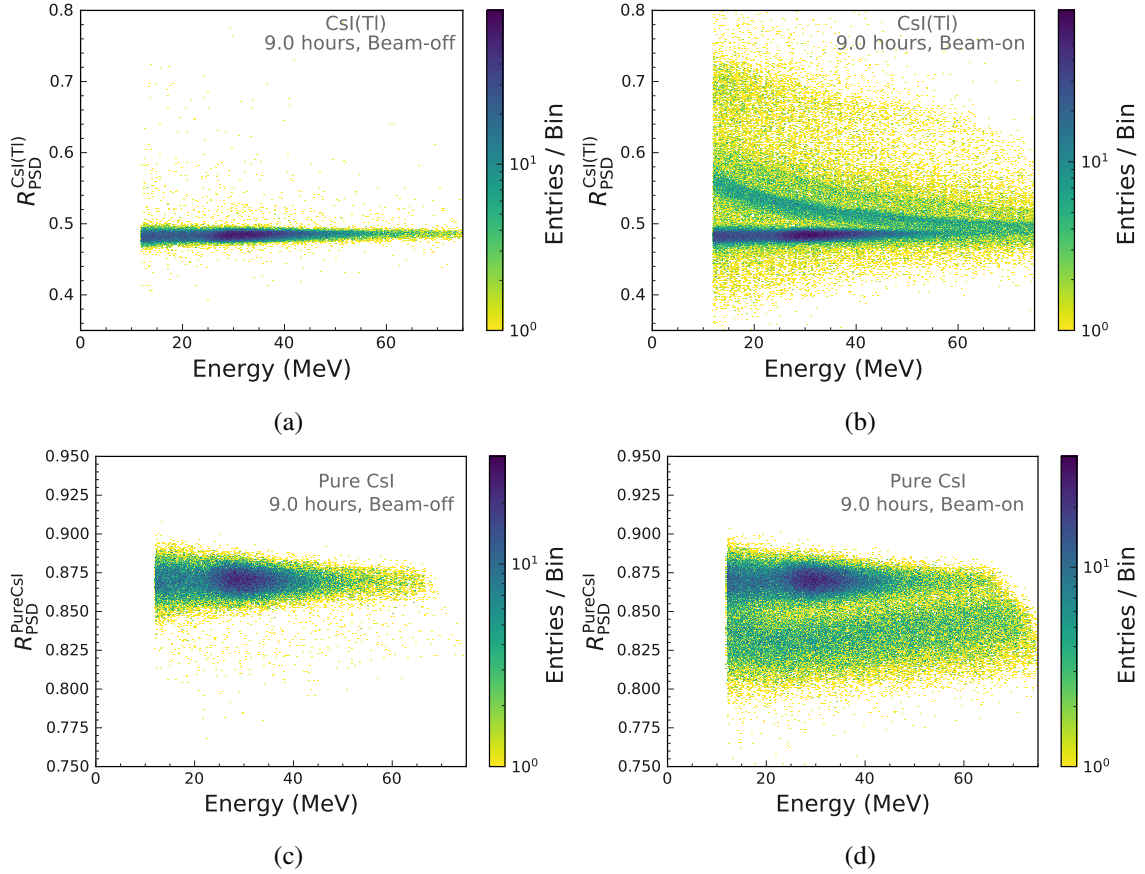 CsI(Tl)
9.0 hours, Beam-off
0.8
0.7
0.6
0.5
0.4
R_PSD^CsI(Tl)
0
20
40
60
Energy (MeV)
10^1
10^0
Entries / Bin
(a)
CsI(Tl)
9.0 hours, Beam-on
0.8
0.7
0.6
0.5
0.4
R_PSD^CsI(Tl)
0
20
40
60
Energy (MeV)
10^1
10^0
Entries / Bin
(b)
Pure CsI
9.0 hours, Beam-off
0.950
0.925
0.900
0.875
0.850
0.825
0.800
0.775
0.750
R_PSD^PureCsI
0
20
40
60
Energy (MeV)
10^1
10^0
Entries / Bin
(c)
Pure CsI
9.0 hours, Beam-on
0.950
0.925
0.900
0.875
0.850
0.825
0.800
0.775
0.750
R_PSD^PureCsI
0
20
40
60
Energy (MeV)
10^1
10^0
Entries / Bin
(d)